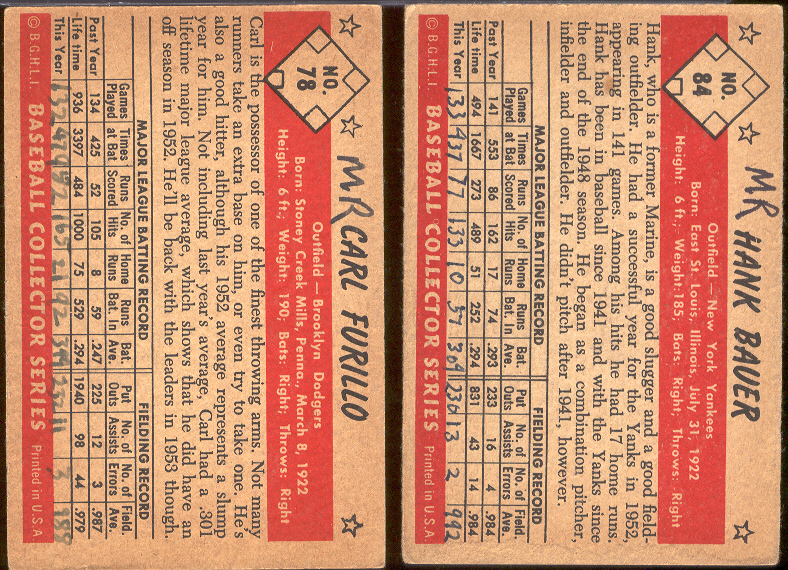 NO. 78
MR CARL FURILLO
Outfield — Brooklyn Dodgers
Born: Stoney Creek Mills, Penna., March 8, 1922
Height: 6 ft.; Weight: 190; Bats: Right; Throws: Right
Carl is the possessor of one of the finest throwing arms. Not many
runners take an extra base on him, or even try to take one. He's
also a good hitter, although his 1952 average represents a slump
year for him. Not including last year's average, Carl had a .301
lifetime major league average, which shows that he did have an
off season in 1952. He'll be back with the leaders in 1953 though.
MAJOR LEAGUE BATTING RECORD FIELDING RECORD
Games Times Runs No. of Home Runs Bat. Put No. of No. of Field.
Played at Bat Scored Hits Runs Bat. In Ave. Outs Assists Errors Ave.
Past Year 134 425 52 105 8 59 .247 225 12 3 .987
Life time 936 3397 484 1000 75 529 .294 1940 98 44 .979
This Year 132 479 82 165 21 92 344 3
© B.G.H.L.I. BASEBALL COLLECTOR SERIES Printed in U.S.A.
NO. 84
MR HANK BAUER
Outfield — New York Yankees
Born: East St. Louis, Illinois, July 31, 1922
Height: 6 ft.; Weight: 185; Bats: Right; Throws: Right
Hank, who is a former Marine, is a good slugger and a good field-
ing outfielder. He had a successful year for the Yanks in 1952,
appearing in 141 games. Among his hits he had 17 home runs.
Hank has been in baseball since 1941 and with the Yanks since
the end of the 1948 season. He began as a combination pitcher,
infielder and outfielder. He didn't pitch after 1941, however.
MAJOR LEAGUE BATTING RECORD FIELDING RECORD
Games Times Runs No. of Home Runs Bat. Put No. of No. of Field.
Played at Bat Scored Hits Runs Bat. In Ave. Outs Assists Errors Ave.
Past Year 141 553 86 162 17 74 .293 233 16 4 .984
Life time 494 1667 273 489 51 252 .294 831 43 14 .984
This Year 133 437 77 133 10 57 304 230 13 2 992
© B.G.H.L.I. BASEBALL COLLECTOR SERIES Printed in U.S.A.